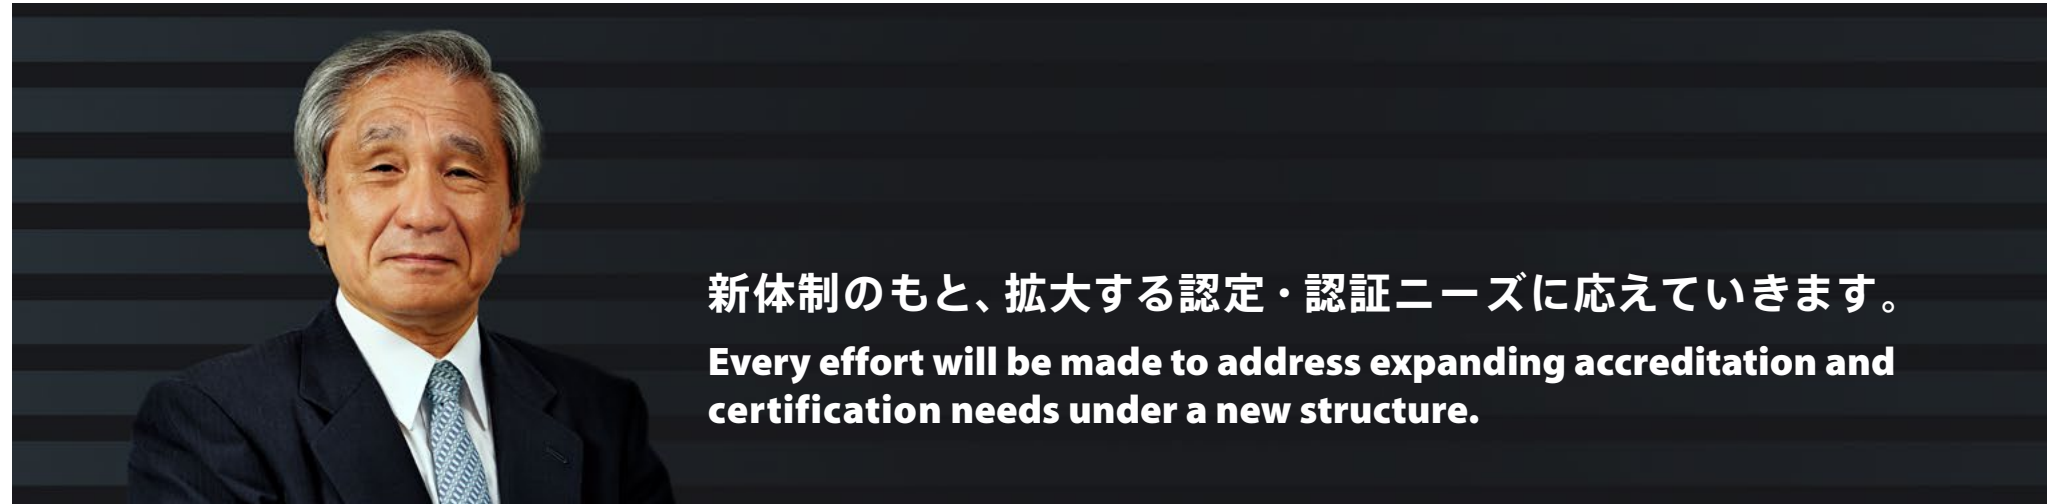 新体制のもと、拡大する認定・認証ニーズに応えていきます。
Every effort will be made to address expanding accreditation and
certification needs under a new structure.